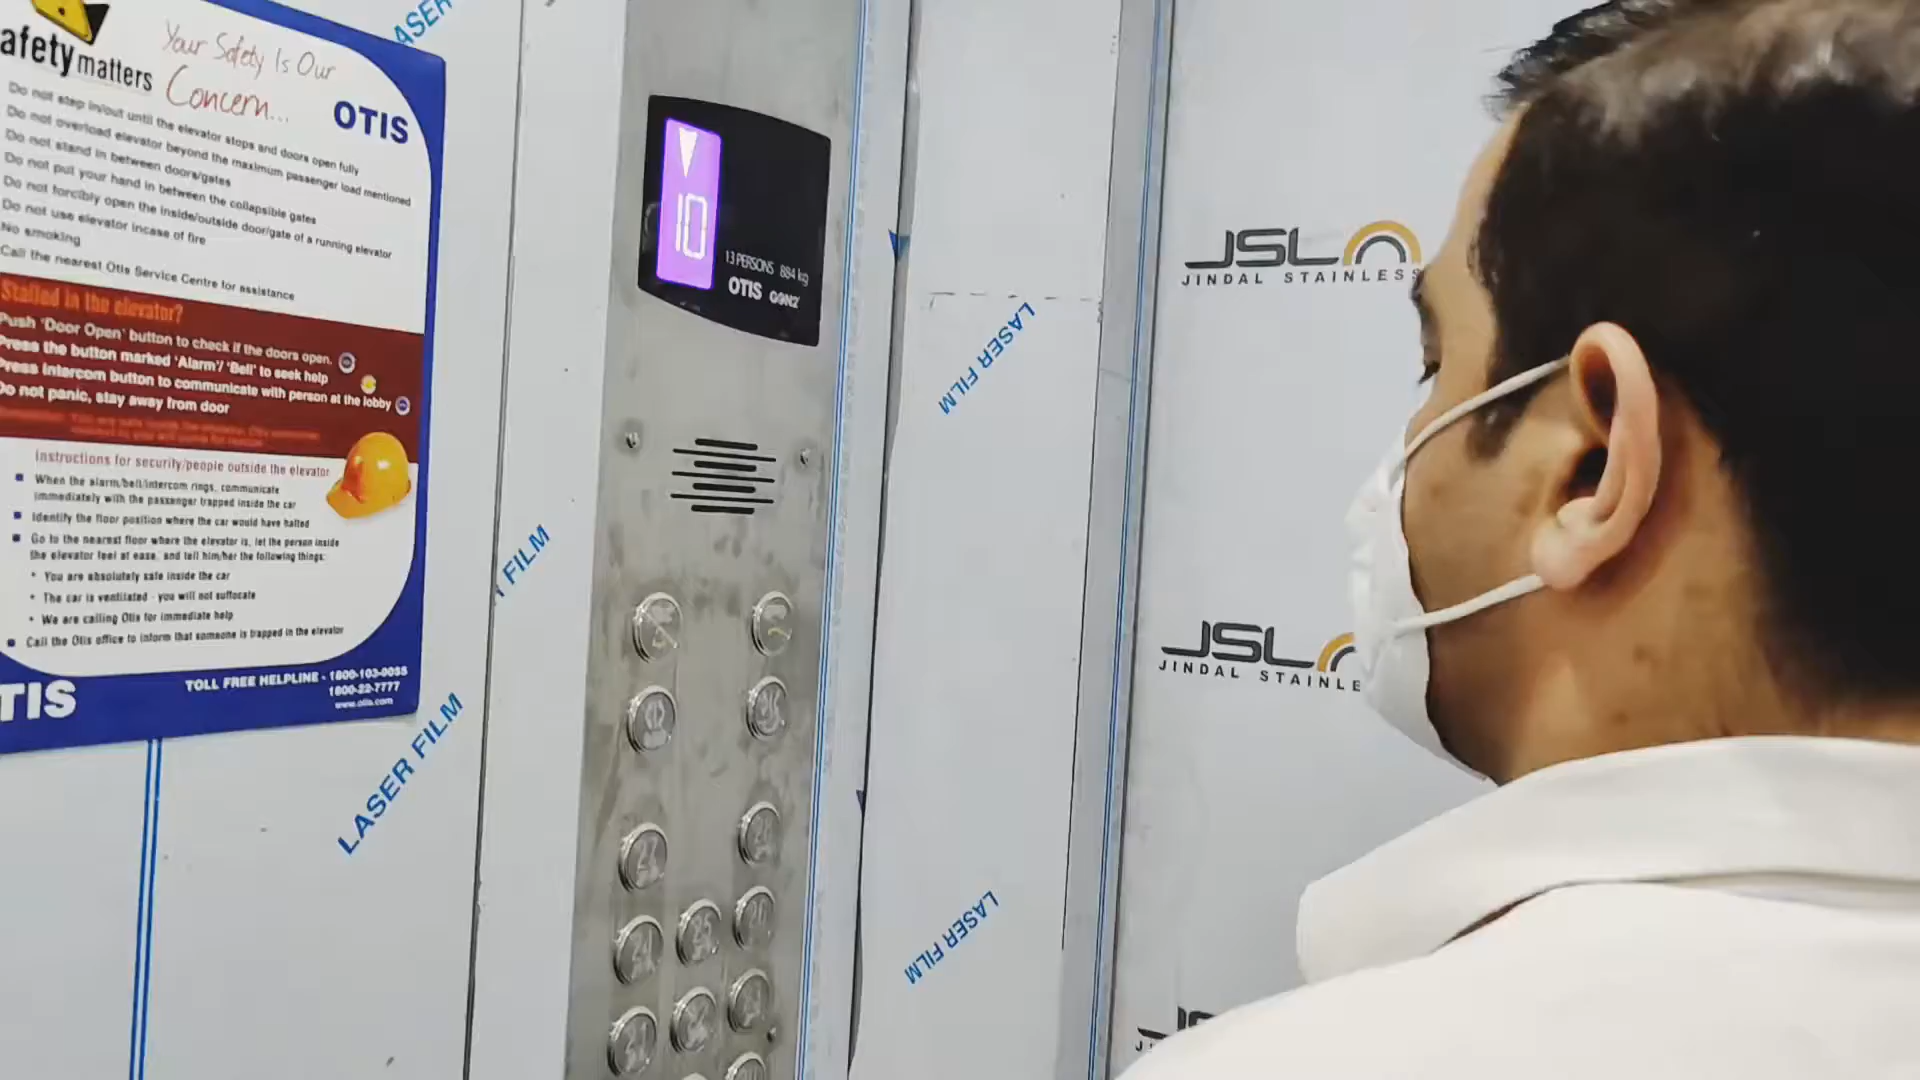 afety matters
Your Safety Is Our
Concern...
OTIS
Do not step in/out until the elevator stops and doors open fully
Do not overload elevator beyond the maximum passenger load mentioned
Do not stand in between doors/gates
Do not put your hand in between the collapsible gates
Do not forcibly open the inside/outside door/gate of a running elevator
Do not use elevator incase of fire
No smoking
Call the nearest Otis Service Centre for assistance
Stalled in the elevator?
Push 'Door Open' button to check if the doors open.
Press the button marked 'Alarm'/ 'Bell' to seek help
Press Intercom button to communicate with person at the lobby
Do not panic, stay away from door
Instructions for security/people outside the elevator
When the alarm/bell/intercom rings, communicate
immediately with the passenger trapped inside the car
Identify the floor position where the car would have halted
Go to the nearest floor where the elevator is, let the person inside
the elevator feel at ease, and tell him/her the following things:
You are absolutely safe inside the car
The car is ventilated - you will not suffocate
We are calling Otis for immediate help
Call the Otis office to inform that someone is trapped in the elevator
TIS
TOLL FREE HELPLINE - 1800-103-0055
1800-22-7777
www.otis.com
LASER
FILM
LASER FILM
10
13 PERSONS 884 kg
OTIS GeN2
LASER FILM
LASER FILM
JSL
JINDAL STAINLESS
JSL
JINDAL STAINLE